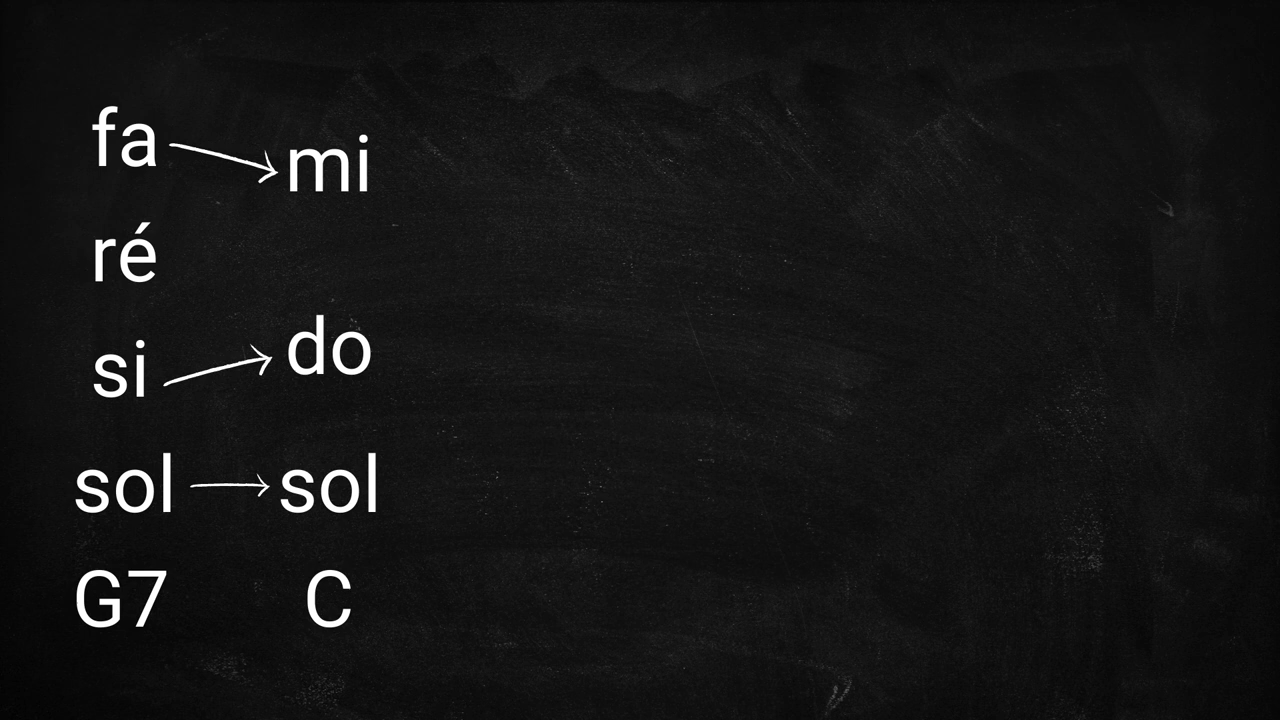 fa → mi
ré
si → do
sol → sol
G7 C